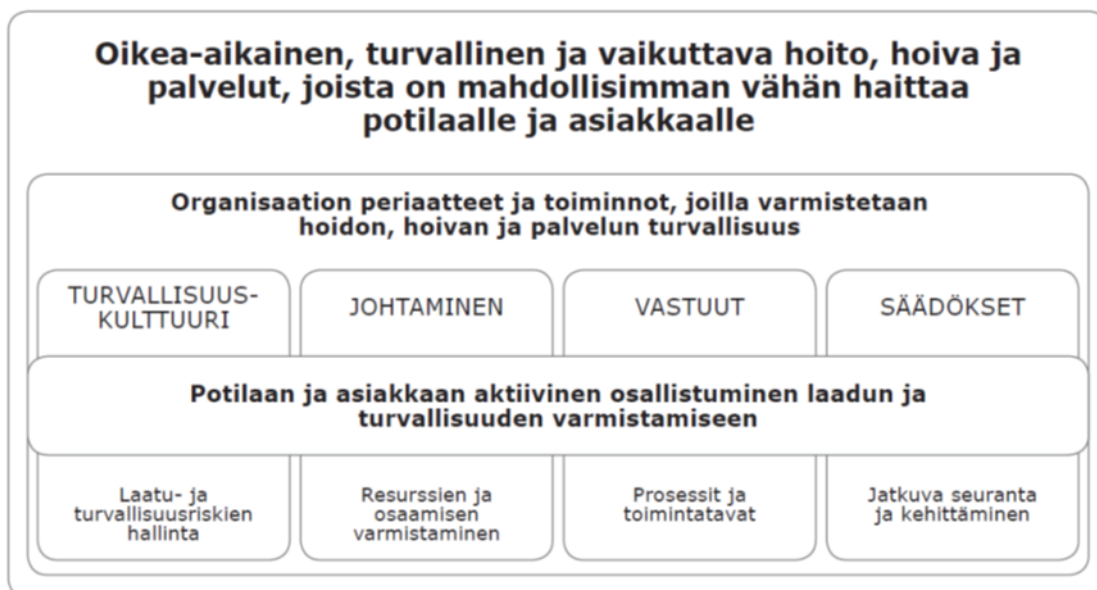 Oikea-aikainen, turvallinen ja vaikuttava hoito, hoiva ja
palvelut, joista on mahdollisimman vähän haittaa
potilaalle ja asiakkaalle
Organisaation periaatteet ja toiminnot, joilla varmistetaan
hoidon, hoivan ja palvelun turvallisuus
TURVALLISUUS-
KULTTUURI
JOHTAMINEN
VASTUUT
SÄÄDÖKSET
Potilaan ja asiakkaan aktiivinen osallistuminen laadun ja
turvallisuuden varmistamiseen
Laatu- ja
turvallisuusriskien
hallinta
Resurssien ja
osaamisen
varmistaminen
Prosessit ja
toimintatavat
Jatkuva seuranta
ja kehittäminen